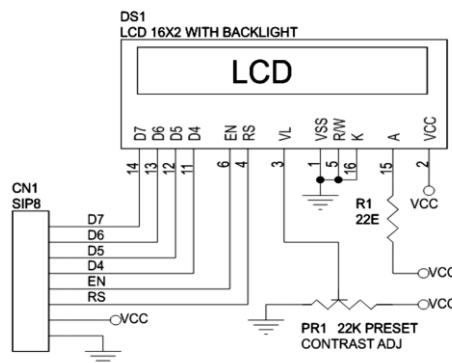 DS1
LCD 16X2 WITH BACKLIGHT
LCD
D7 D6 D5 D4 EN RS VL VSS R/W K A VCC
14 13 12 11 6 4 3 1 5 16 15 2
CN1
SIP8
D7
D6
D5
D4
EN
RS
VCC
R1
22E
VCC
VCC
VCC
PR1 22K PRESET
CONTRAST ADJ